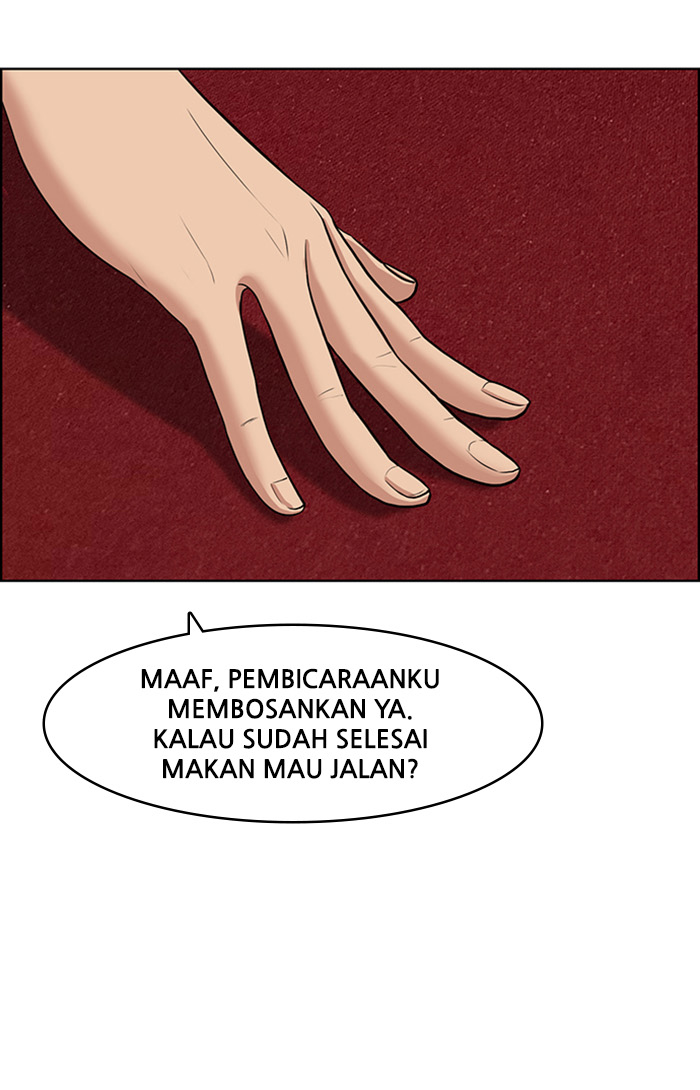 MAAF, PEMBICARAANKU
MEMBOSANKAN YA.
KALAU SUDAH SELESAI
MAKAN MAU JALAN?